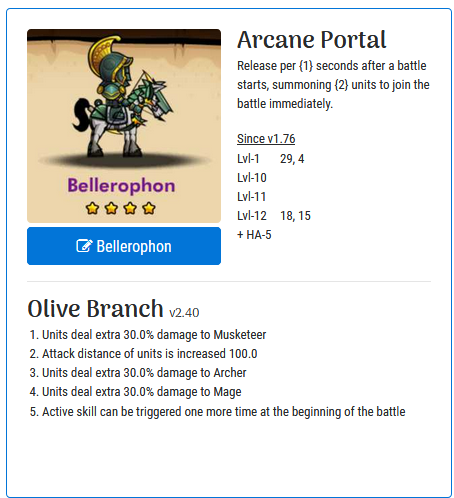 Arcane Portal
Release per {1} seconds after a battle
starts, summoning {2} units to join the
battle immediately.
Since v1.76
Lvl-1 29, 4
Lvl-10
Lvl-11
Lvl-12 18, 15
+ HA-5
Bellerophon
Bellerophon
Olive Branch v2.40
1. Units deal extra 30.0% damage to Musketeer
2. Attack distance of units is increased 100.0
3. Units deal extra 30.0% damage to Archer
4. Units deal extra 30.0% damage to Mage
5. Active skill can be triggered one more time at the beginning of the battle